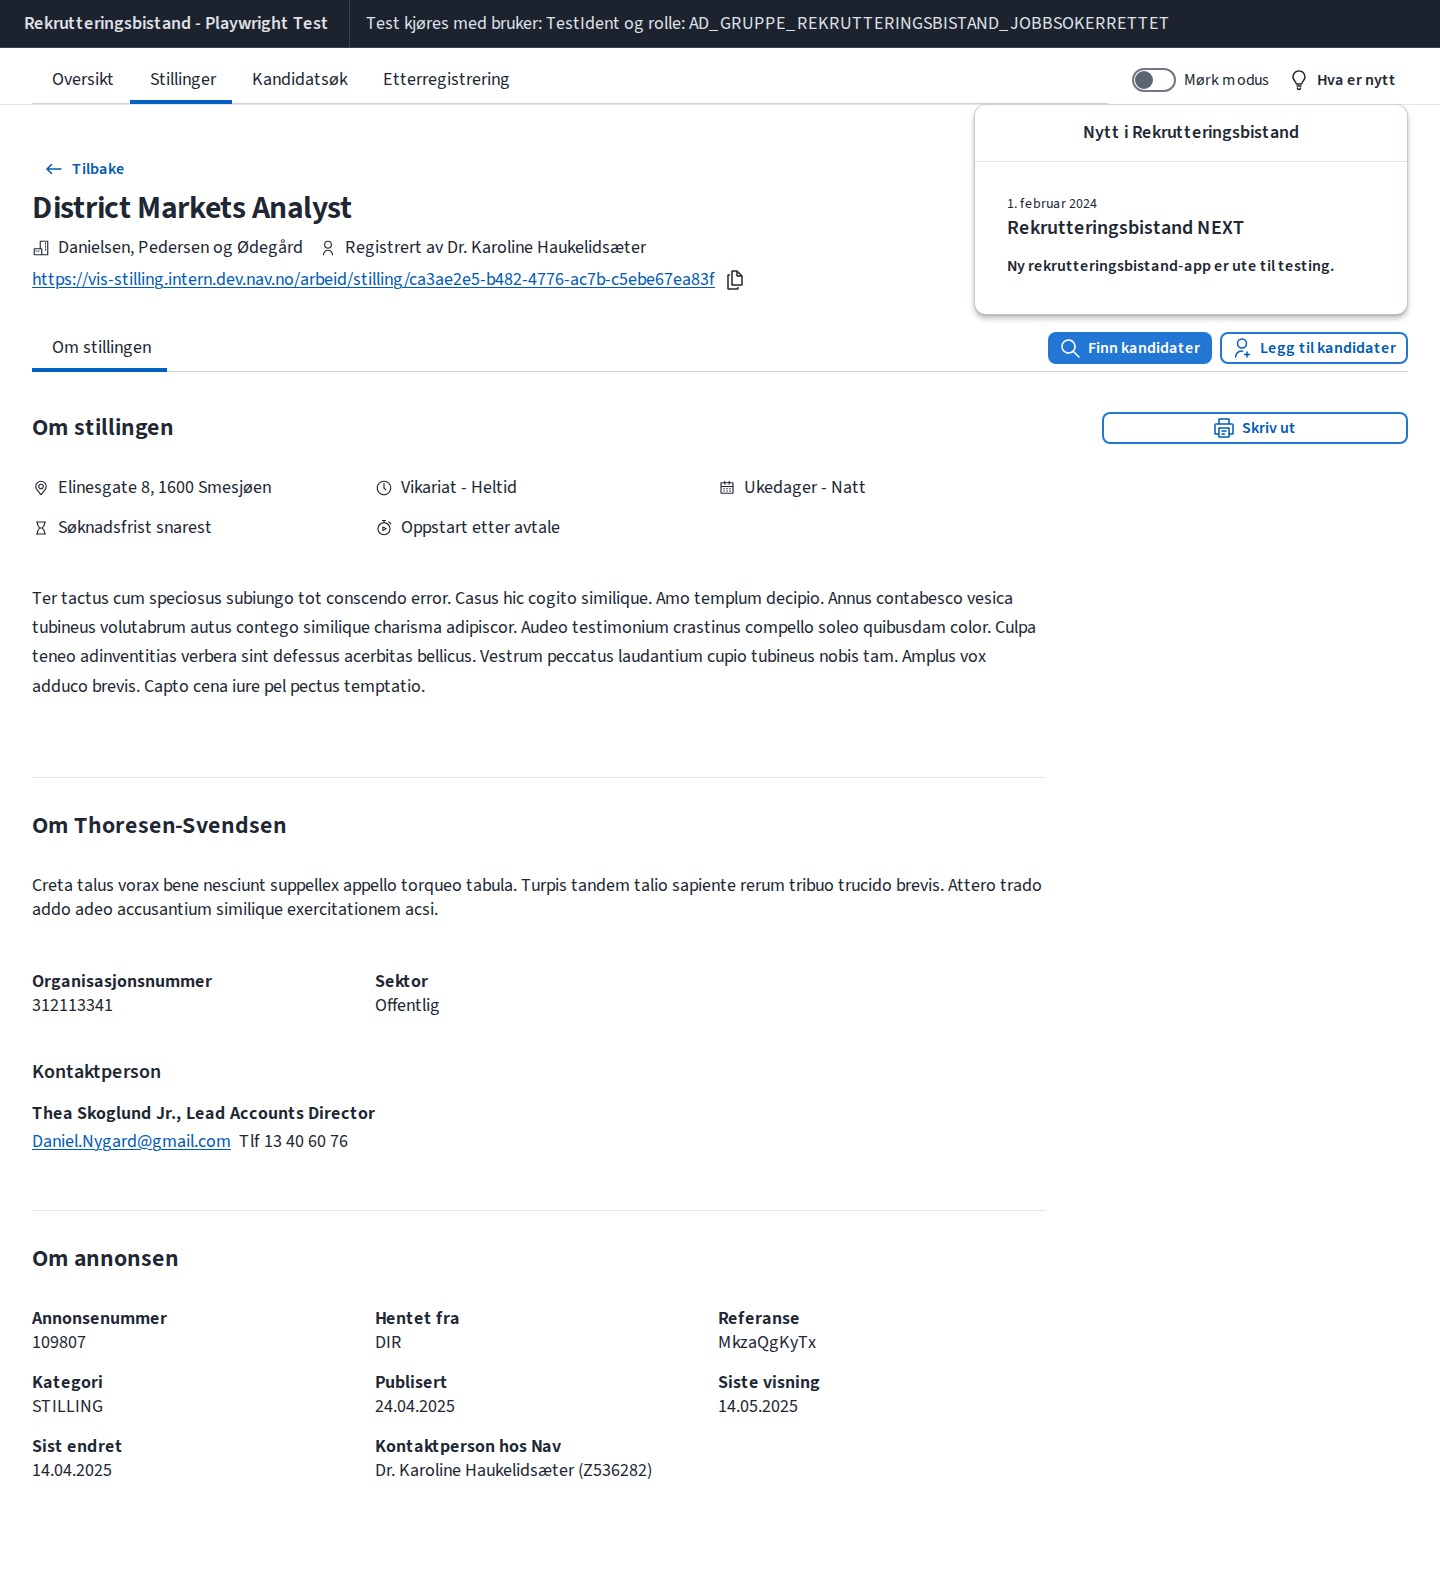 Rekrutteringsbistand - Playwright Test
Test kjøres med bruker: TestIdent og rolle: AD_GRUPPE_REKRUTTERINGSBISTAND_JOBBSOKERRETTET
Oversikt
Stillinger
Kandidatsøk
Etterregistrering
Mørk modus
Hva er nytt
Nytt i Rekrutteringsbistand
1. februar 2024
Rekrutteringsbistand NEXT
Ny rekrutteringsbistand-app er ute til testing.
Tilbake
District Markets Analyst
Danielsen, Pedersen og Ødegård
Registrert av Dr. Karoline Haukelidsæter
https://vis-stilling.intern.dev.nav.no/arbeid/stilling/ca3ae2e5-b482-4776-ac7b-c5ebe67ea83f
Om stillingen
Finn kandidater
Legg til kandidater
Om stillingen
Skriv ut
Elinesgate 8, 1600 Smesjøen
Vikariat - Heltid
Ukedager - Natt
Søknadsfrist snarest
Oppstart etter avtale
Ter tactus cum speciosus subiungo tot conscendo error. Casus hic cogito similique. Amo templum decipio. Annus contabesco vesica
tubineus volutabrum autus contego similique charisma adipiscor. Audeo testimonium crastinus compello soleo quibusdam color. Culpa
teneo adinventitias verbera sint defessus acerbitas bellicus. Vestrum peccatus laudantium cupio tubineus nobis tam. Amplus vox
adduco brevis. Capto cena iure pel pectus temptatio.
Om Thoresen-Svendsen
Creta talus vorax bene nesciunt suppellex appello torqueo tabula. Turpis tandem talio sapiente rerum tribuo trucido brevis. Attero trado
addo adeo accusantium similique exercitationem acsi.
Organisasjonsnummer
312113341
Sektor
Offentlig
Kontaktperson
Thea Skoglund Jr., Lead Accounts Director
Daniel.Nygard@gmail.com Tlf 13 40 60 76
Om annonsen
Annonsenummer
109807
Hentet fra
DIR
Referanse
MkzaQgKyTx
Kategori
STILLING
Publisert
24.04.2025
Siste visning
14.05.2025
Sist endret
14.04.2025
Kontaktperson hos Nav
Dr. Karoline Haukelidsæter (Z536282)